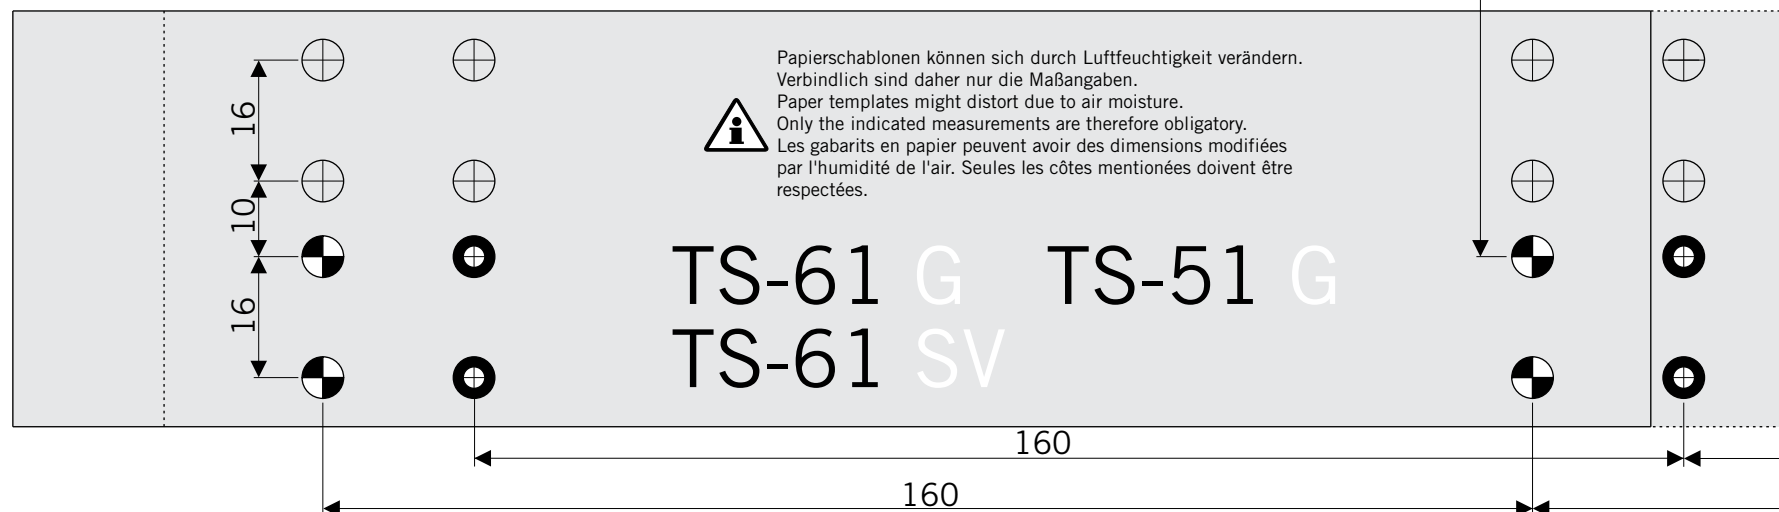 Papierschablonen können sich durch Luftfeuchtigkeit verändern.
Verbindlich sind daher nur die Maßangaben.
Paper templates might distort due to air moisture.
Only the indicated measurements are therefore obligatory.
Les gabarits en papier peuvent avoir des dimensions modifiées
par l'humidité de l'air. Seules les côtes mentionées doivent être
respectées.
16
10
16
TS-61 G TS-51 G
TS-61 SV
160
160